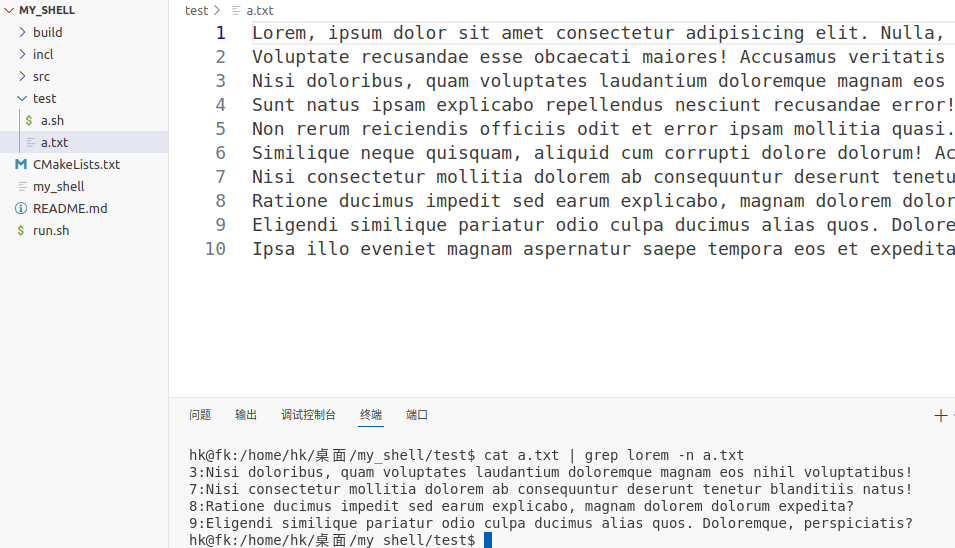 MY_SHELL
build
incl
src
test
a.sh
a.txt
CMakeLists.txt
my_shell
README.md
run.sh
test > a.txt
1 Lorem, ipsum dolor sit amet consectetur adipisicing elit. Nulla,
2 Voluptate recusandae esse obcaecati maiores! Accusamus veritatis
3 Nisi doloribus, quam voluptates laudantium doloremque magnam eos
4 Sunt natus ipsam explicabo repellendus nesciunt recusandae error!
5 Non rerum reiciendis officiis odit et error ipsam mollitia quasi.
6 Similique neque quisquam, aliquid cum corrupti dolore dolorum! Ac
7 Nisi consectetur mollitia dolorem ab consequuntur deserunt tenetu
8 Ratione ducimus impedit sed earum explicabo, magnam dolorem dolor
9 Eligendi similique pariatur odio culpa ducimus alias quos. Dolore
10 Ipsa illo eveniet magnam aspernatur saepe tempora eos et expedita
问题 输出 调试控制台 终端 端口
hk@fk:/home/hk/桌面/my_shell/test$ cat a.txt | grep lorem -n a.txt
3:Nisi doloribus, quam voluptates laudantium doloremque magnam eos nihil voluptatibus!
7:Nisi consectetur mollitia dolorem ab consequuntur deserunt tenetur blanditiis natus!
8:Ratione ducimus impedit sed earum explicabo, magnam dolorem dolorum expedita?
9:Eligendi similique pariatur odio culpa ducimus alias quos. Doloremque, perspiciatis?
hk@fk:/home/hk/桌面/my_shell/test$